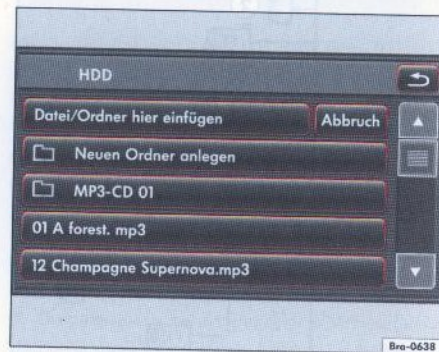 HDD
Datei/Ordner hier einfügen Abbruch
Neuen Ordner anlegen
MP3-CD 01
01 A forest. mp3
12 Champagne Supernova.mp3
Bra-0638